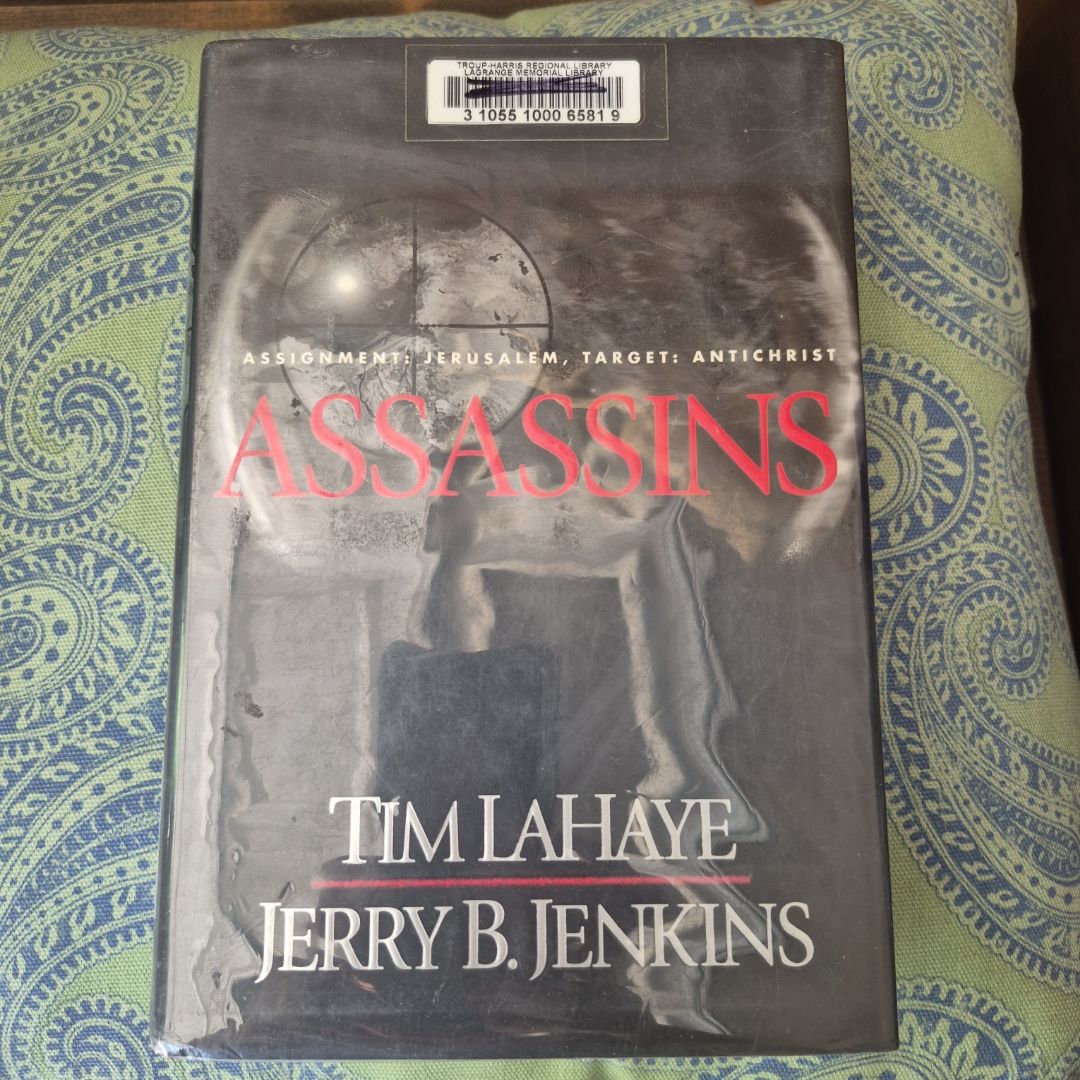 TROUP-HARRIS REGIONAL LIBRARY
LAGRANGE MEMORIAL LIBRARY
3 1055 1000 6581 9
ASSIGNMENT: JERUSALEM, TARGET: ANTICHRIST
ASSASSINS
TIM LAHAYE
JERRY B. JENKINS